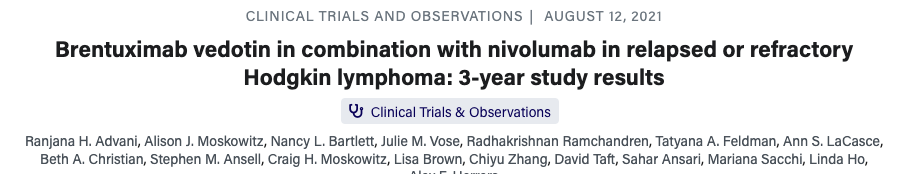 CLINICAL TRIALS AND OBSERVATIONS | AUGUST 12, 2021
Brentuximab vedotin in combination with nivolumab in relapsed or refractory
Hodgkin lymphoma: 3-year study results
Clinical Trials & Observations
Ranjana H. Advani, Alison J. Moskowitz, Nancy L. Bartlett, Julie M. Vose, Radhakrishnan Ramchandren, Tatyana A. Feldman, Ann S. LaCasce,
Beth A. Christian, Stephen M. Ansell, Craig H. Moskowitz, Lisa Brown, Chiyu Zhang, David Taft, Sahar Ansari, Mariana Sacchi, Linda Ho,